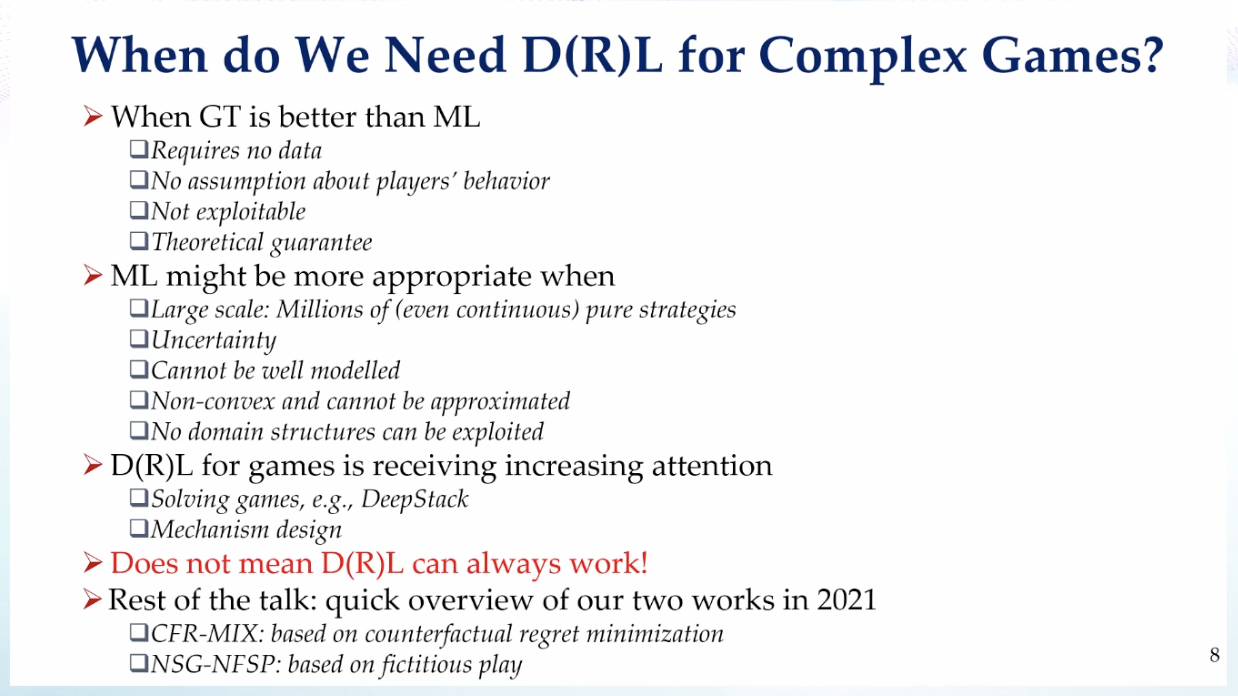 When do We Need D(R)L for Complex Games?
When GT is better than ML
Requires no data
No assumption about players' behavior
Not exploitable
Theoretical guarantee
ML might be more appropriate when
Large scale: Millions of (even continuous) pure strategies
Uncertainty
Cannot be well modelled
Non-convex and cannot be approximated
No domain structures can be exploited
D(R)L for games is receiving increasing attention
Solving games, e.g., DeepStack
Mechanism design
Does not mean D(R)L can always work!
Rest of the talk: quick overview of our two works in 2021
CFR-MIX: based on counterfactual regret minimization
NSG-NFSP: based on fictitious play
8